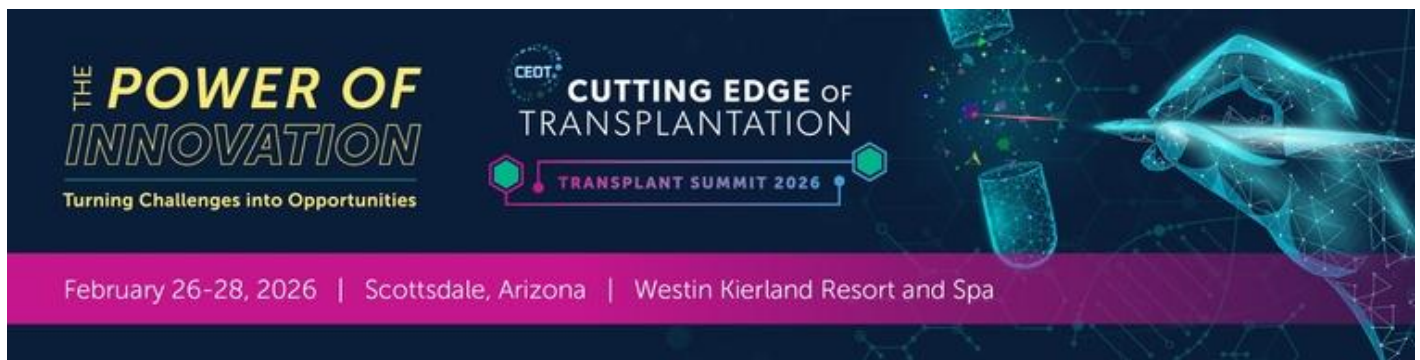 THE POWER OF
INNOVATION
Turning Challenges into Opportunities
CEOT
CUTTING EDGE OF
TRANSPLANTATION
TRANSPLANT SUMMIT 2026
February 26-28, 2026 | Scottsdale, Arizona | Westin Kierland Resort and Spa